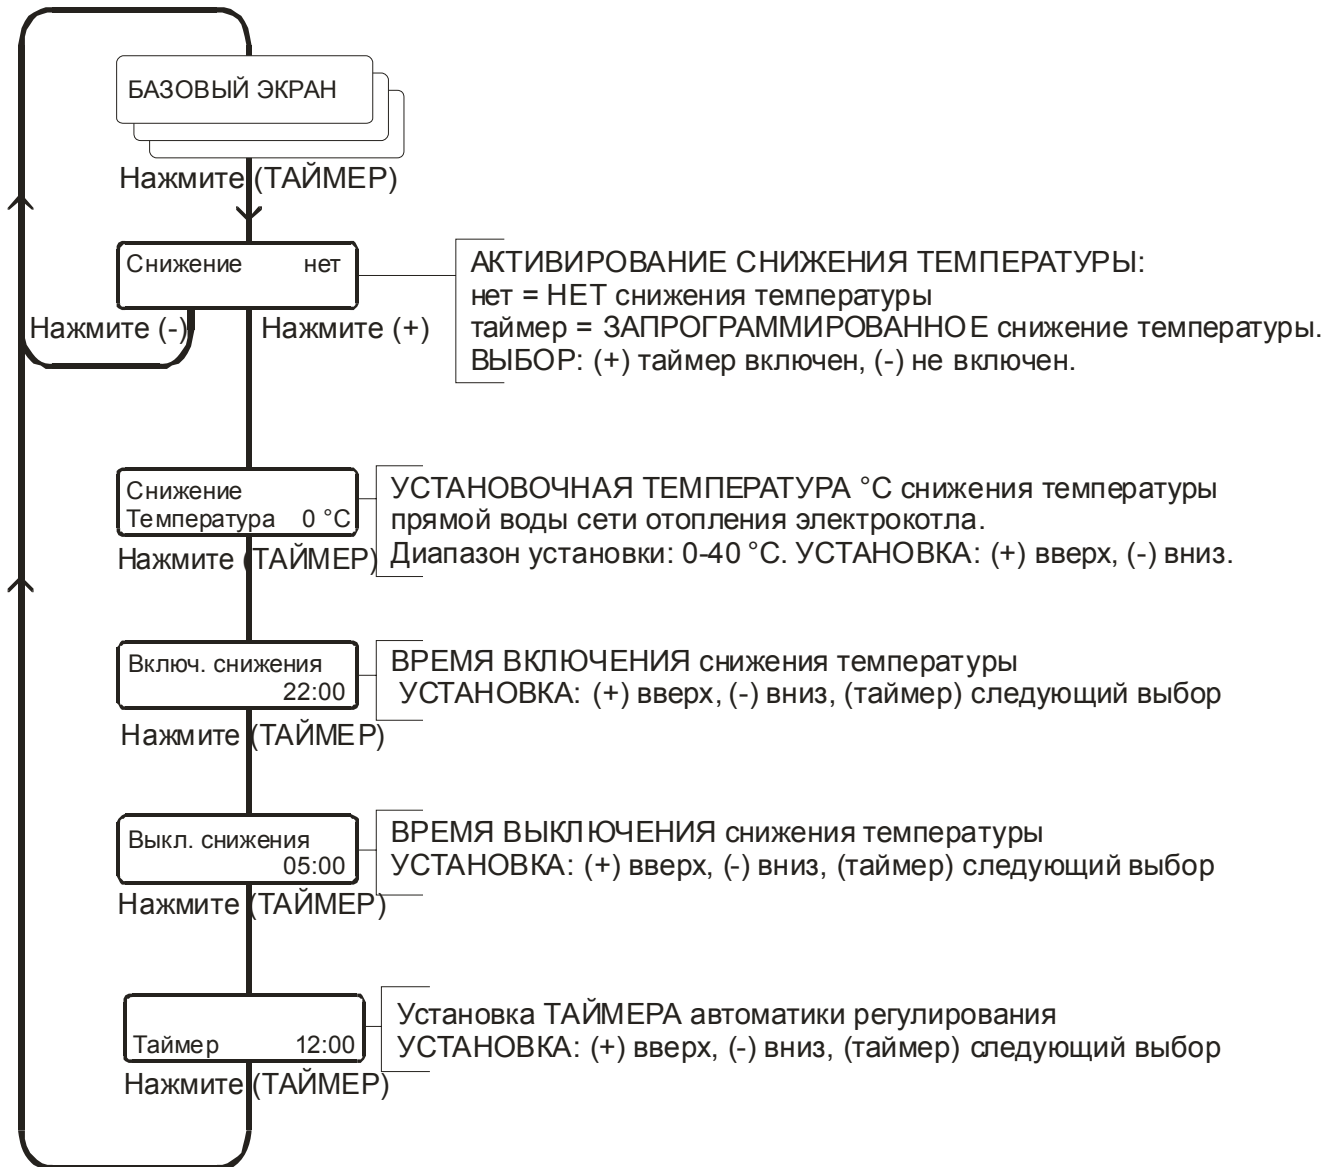 БАЗОВЫЙ ЭКРАН
Нажмите (ТАЙМЕР)
Снижение нет
АКТИВИРОВАНИЕ СНИЖЕНИЯ ТЕМПЕРАТУРЫ:
нет = НЕТ снижения температуры
таймер = ЗАПРОГРАММИРОВАННОЕ снижение температуры.
ВЫБОР: (+) таймер включен, (-) не включен.
Нажмите (-)
Нажмите (+)
Снижение
Температура 0 °C
УСТАНОВОЧНАЯ ТЕМПЕРАТУРА °C снижения температуры
прямой воды сети отопления электрокотла.
Диапазон установки: 0-40 °C. УСТАНОВКА: (+) вверх, (-) вниз.
Нажмите (ТАЙМЕР)
Включ. снижения
22:00
ВРЕМЯ ВКЛЮЧЕНИЯ снижения температуры
УСТАНОВКА: (+) вверх, (-) вниз, (таймер) следующий выбор
Нажмите (ТАЙМЕР)
Выкл. снижения
05:00
ВРЕМЯ ВЫКЛЮЧЕНИЯ снижения температуры
УСТАНОВКА: (+) вверх, (-) вниз, (таймер) следующий выбор
Нажмите (ТАЙМЕР)
Таймер 12:00
Установка ТАЙМЕРА автоматики регулирования
УСТАНОВКА: (+) вверх, (-) вниз, (таймер) следующий выбор
Нажмите (ТАЙМЕР)